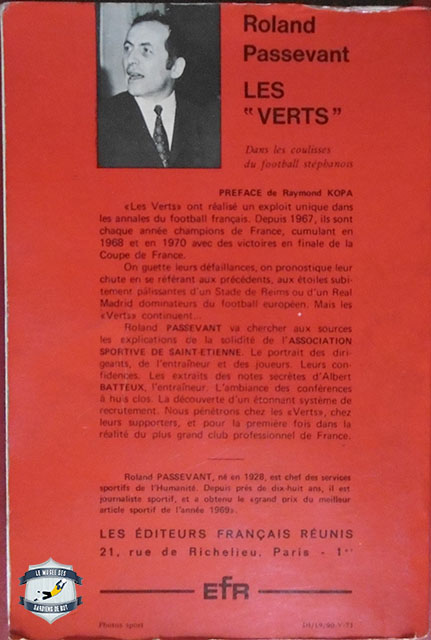 Roland
Passevant
LES
"VERTS"
Dans les coulisses
du football stéphanois
PREFACE de Raymond KOPA
«Les Verts» ont réalisé un exploit unique dans
les annales du football français. Depuis 1967, ils sont
chaque année champions de France, cumulant en
1968 et en 1970 avec des victoires en finale de la
Coupe de France.
On guette leurs défaillances, on pronostique leur
chute en se référant aux précédents, aux étoiles subi-
tement pâlissantes d'un Stade de Reims ou d'un Real
Madrid dominateurs du football européen. Mais les
«Verts» continuent...
Roland PASSEVANT va chercher aux sources
les explications de la solidité de l'ASSOCIATION
SPORTIVE DE SAINT-ETIENNE. Le portrait des diri-
geants, de l'entraîneur et des joueurs. Leurs con-
fidences. Les extraits des notes secrètes d'Albert
BATTEUX, l'entraîneur. L'ambiance des conférences
à huis clos. La découverte d'un étonnant système de
recrutement. Nous pénétrons chez les «Verts», chez
leurs supporters, et pour la première fois dans la
réalité du plus grand club professionnel de France.
Roland PASSEVANT, né en 1928, est chef des services
sportifs de l'Humanité. Depuis près de dix-huit ans, il est
journaliste sportif, et a obtenu le «grand prix du meilleur
article sportif de l'année 1969».
LES ÉDITEURS FRANÇAIS RÉUNIS
21, rue de Richelieu. Paris - 1er
EFR
LE MUSÉE DES
GARDIENS DE BUT
Photos sport